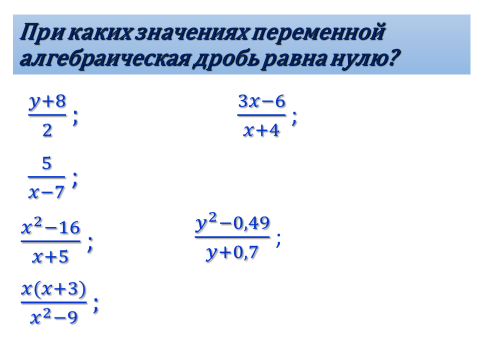 При каких значениях переменной
алгебраическая дробь равна нулю?
(y+8)/2 ;
(3x−6)/(x+4) ;
5/(x−7) ;
(x²−16)/(x+5) ;
(y²−0,49)/(y+0,7) ;
(x(x+3))/(x²−9) ;